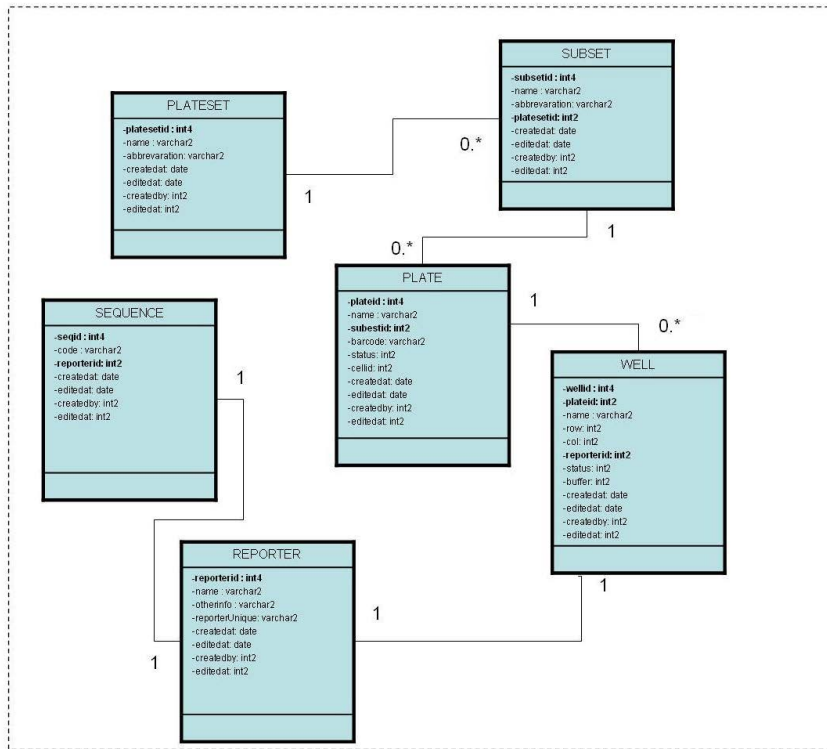 PLATESET
-platesetid : int4
-name : varchar2
-abbrevaration: varchar2
-createdat: date
-editedat: date
-createdby: int2
-editedat: int2
1
0.*
SUBSET
-subsetid: int4
-name : varchar2
-abbrevaration: varchar2
-platesetid: int2
-createdat: date
-editedat: date
-createdby: int2
-editedat: int2
1
0.*
PLATE
-plateid : int4
-name : varchar2
-subestid: int2
-barcode: varchar2
-status: int2
-cellid: int2
-createdat: date
-editedat: date
-createdby: int2
-editedat: int2
1
0.*
SEQUENCE
-seqid : int4
-code : varchar2
-reporterid: int2
-createdat: date
-editedat: date
-createdby: int2
-editedat: int2
1
WELL
-wellid : int4
-plateid: int2
-name : varchar2
-row: int2
-col: int2
-reporterid: int2
-status: int2
-buffer: int2
-createdat: date
-editedat: date
-createdby: int2
-editedat: int2
1
REPORTER
-reporterid : int4
-name : varchar2
-otherinfo : varchar2
-reporterUnique: varchar2
-createdat: date
-editedat: date
-createdby: int2
-editedat: int2
1
1